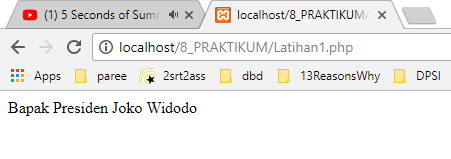 (1) 5 Seconds of Sum
localhost/8_PRAKTIKUM/
localhost/8_PRAKTIKUM/Latihan1.php
Apps paree 2srt2ass dbd 13ReasonsWhy DPSI
Bapak Presiden Joko Widodo